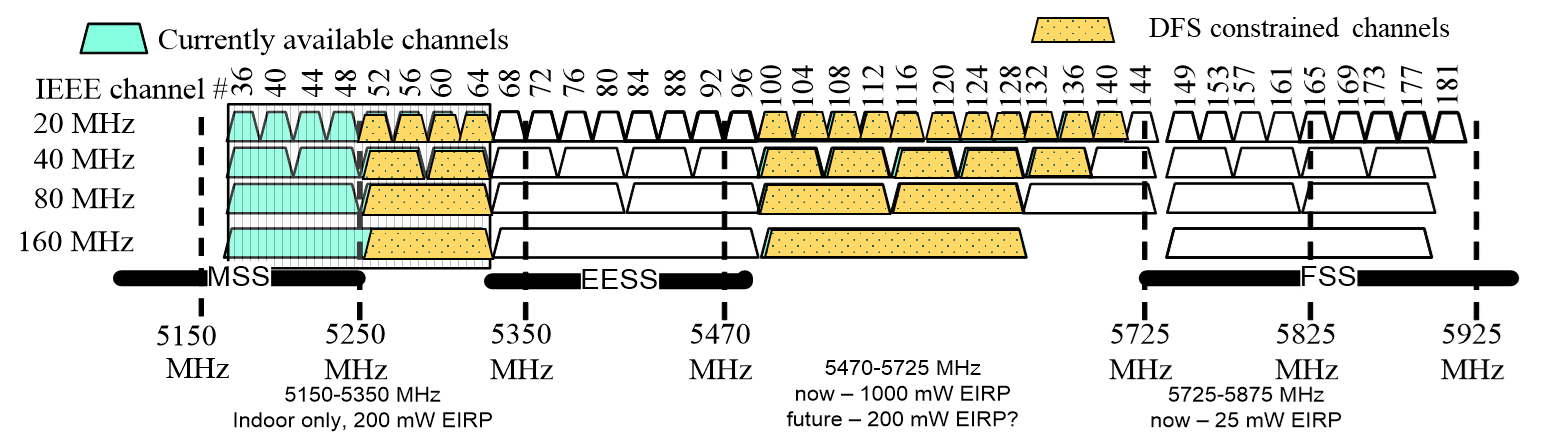 Currently available channels
DFS constrained channels
IEEE channel # 36 40 44 48 52 56 60 64 68 72 76 80 84 88 92 96 100 104 108 112 116 120 124 128 132 136 140 144 149 153 157 161 165 169 173 177 181
20 MHz
40 MHz
80 MHz
160 MHz
MSS EESS FSS
5150 5250 5350 5470 5725 5825 5925
MHz MHz MHz MHz MHz MHz MHz
5150-5350 MHz
Indoor only, 200 mW EIRP
5470-5725 MHz
now – 1000 mW EIRP
future – 200 mW EIRP?
5725-5875 MHz
now – 25 mW EIRP